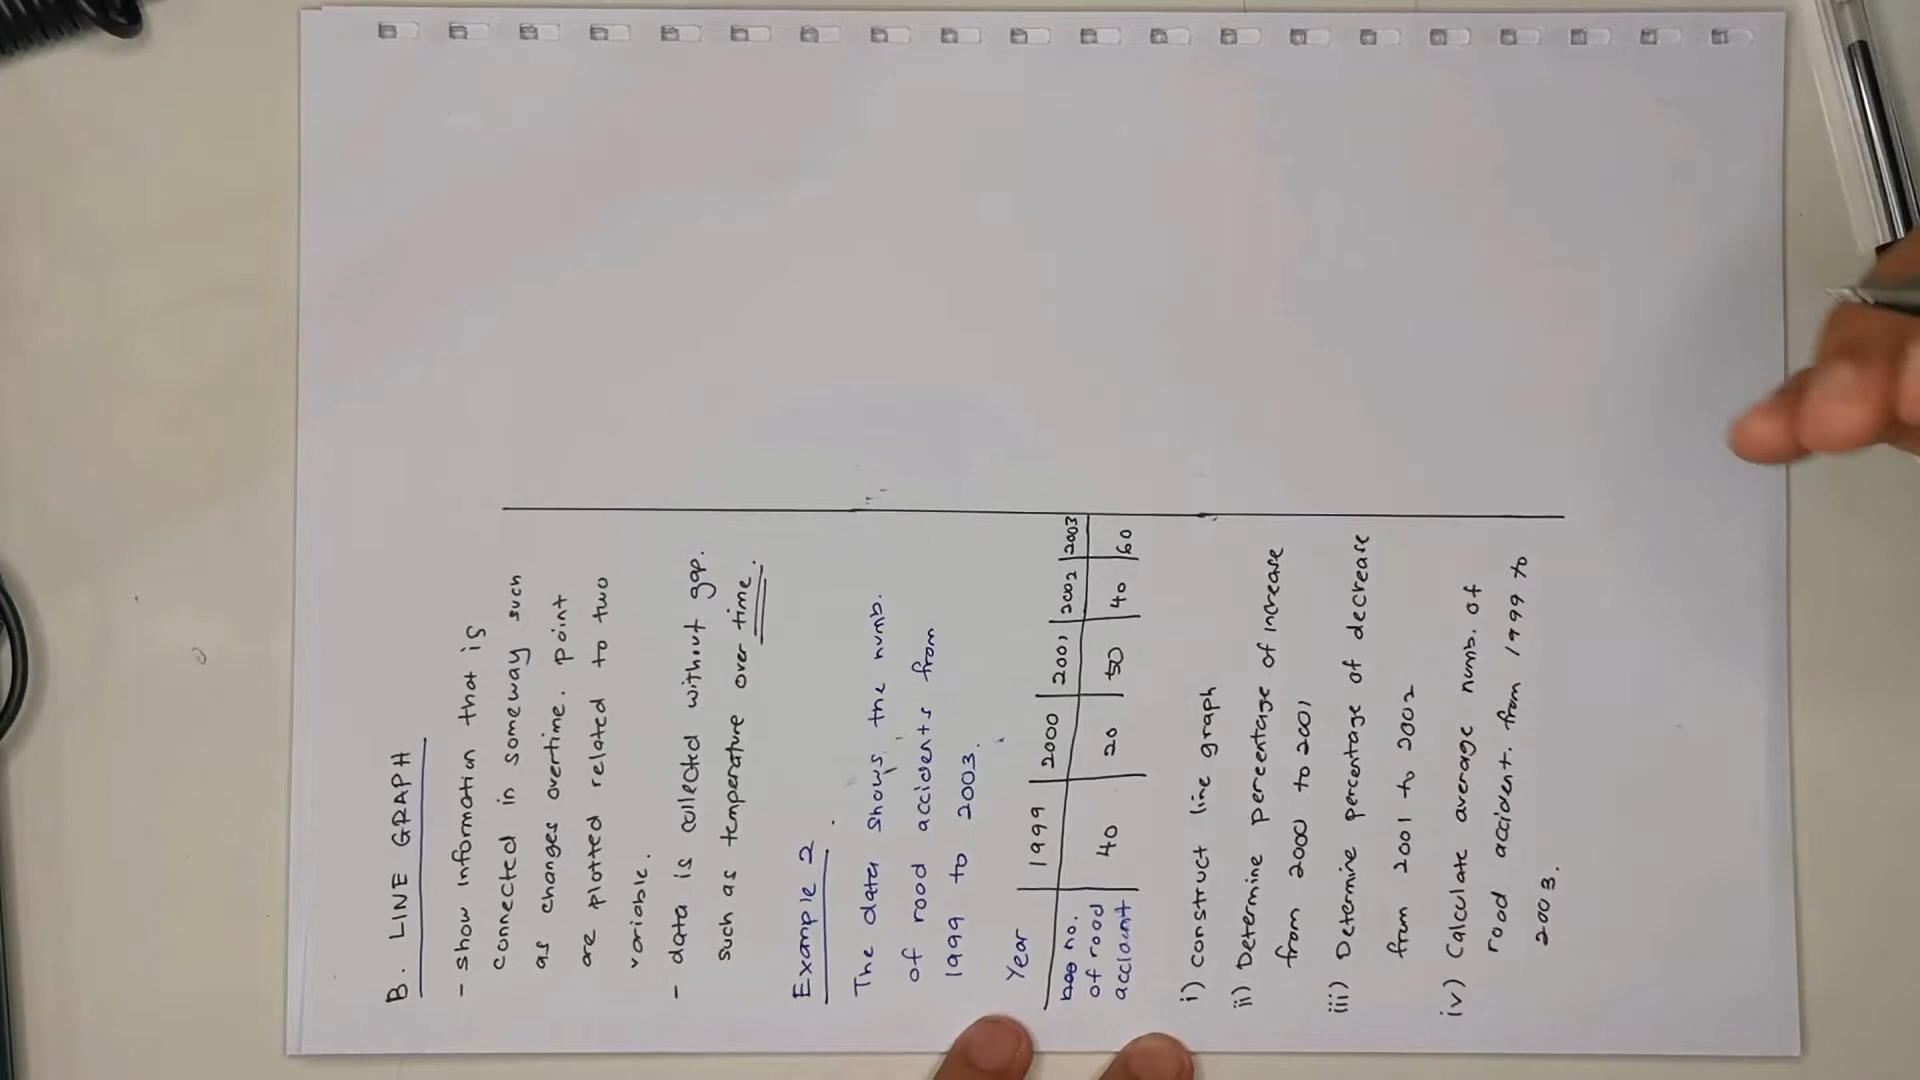 B. LINE GRAPH
- show information that is
connected in someway such
as changes overtime. point
are plotted related to two
variable.
- data is collected without gap.
such as temperature over time.
Example 2
The data shows the numb.
of road accidents from
1999 to 2003.
Year 1999 2000 2001 2002 2003
no. of road 40 20 50 40 60
i) construct line graph
ii) Determine percentage of increase
from 2000 to 2001
iii) Determine percentage of decrease
from 2001 to 2002
iv) Calculate average numb. of
road accident. from 1999 to
2003.